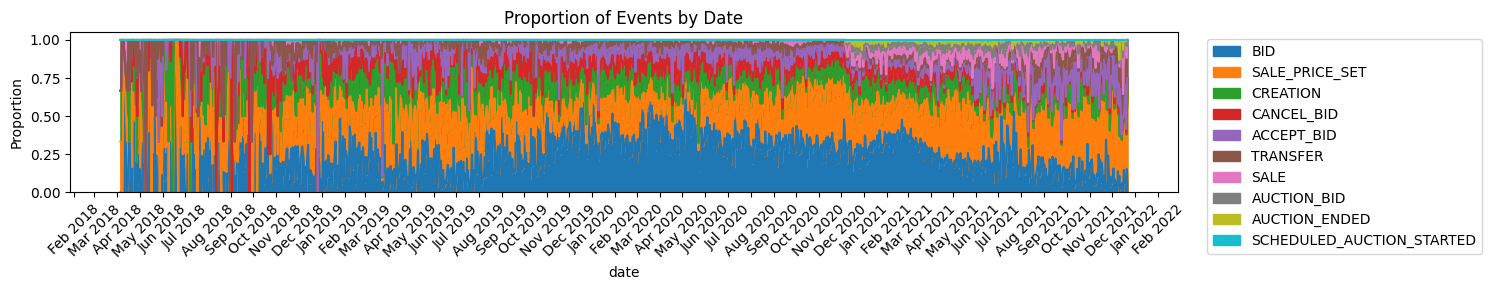 Proportion of Events by Date
Proportion
1.00
0.75
0.50
0.25
0.00
Feb 2018
Mar 2018
Apr 2018
May 2018
Jun 2018
Jul 2018
Aug 2018
Sep 2018
Oct 2018
Nov 2018
Dec 2018
Jan 2019
Feb 2019
Mar 2019
Apr 2019
May 2019
Jun 2019
Jul 2019
Aug 2019
Sep 2019
Oct 2019
Nov 2019
Dec 2019
Jan 2020
Feb 2020
Mar 2020
Apr 2020
May 2020
Jun 2020
Jul 2020
Aug 2020
Sep 2020
Oct 2020
Nov 2020
Dec 2020
Jan 2021
Feb 2021
Mar 2021
Apr 2021
May 2021
Jun 2021
Jul 2021
Aug 2021
Sep 2021
Oct 2021
Nov 2021
Dec 2021
Jan 2022
Feb 2022
date
BID
SALE_PRICE_SET
CREATION
CANCEL_BID
ACCEPT_BID
TRANSFER
SALE
AUCTION_BID
AUCTION_ENDED
SCHEDULED_AUCTION_STARTED